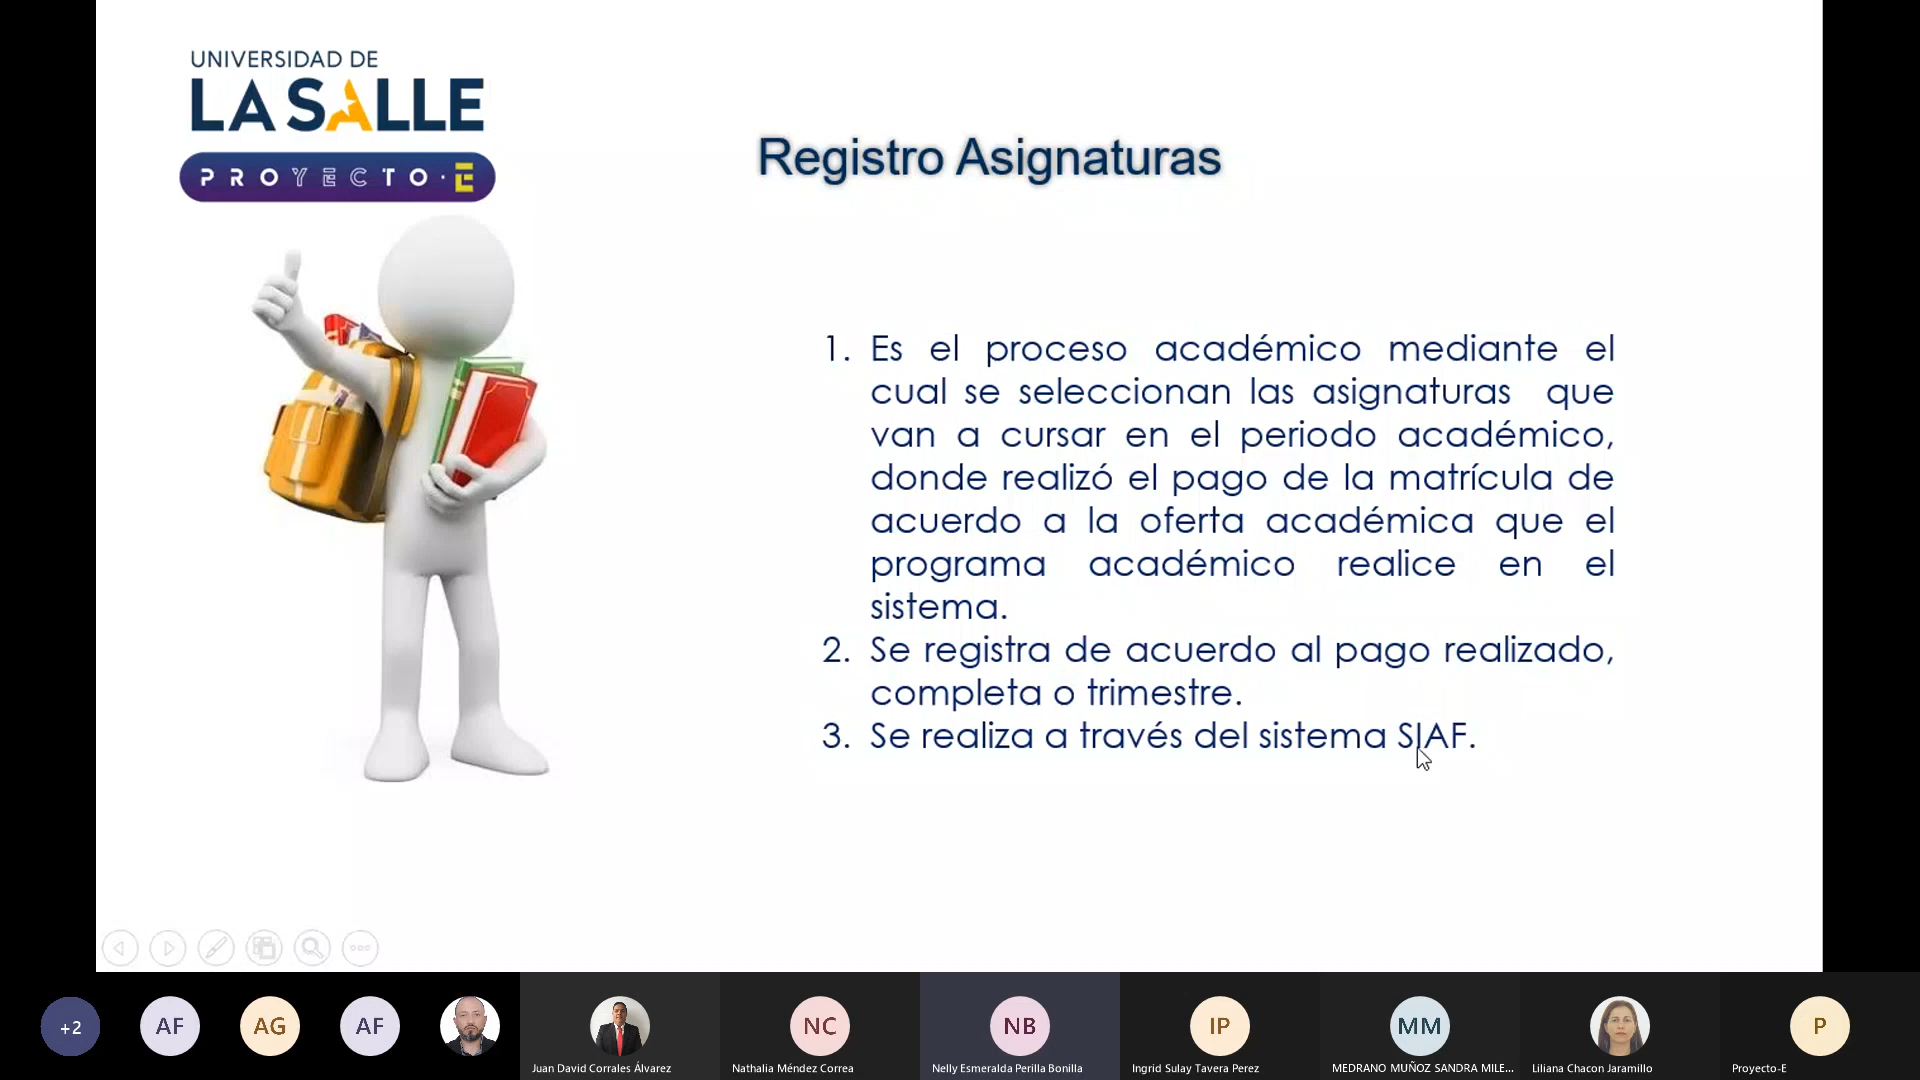 UNIVERSIDAD DE
LA SALLE
PROYECTO·E
Registro Asignaturas
1. Es el proceso académico mediante el
cual se seleccionan las asignaturas que
van a cursar en el periodo académico,
donde realizó el pago de la matrícula de
acuerdo a la oferta académica que el
programa académico realice en el
sistema.
2. Se registra de acuerdo al pago realizado,
completa o trimestre.
3. Se realiza a través del sistema SIAF.
+2
AF
AG
AF
NC
NB
IP
MM
P
Juan David Corrales Álvarez
Nathalia Méndez Correa
Nelly Esmeralda Perilla Bonilla
Ingrid Sulay Tavera Perez
MEDRANO MUÑOZ SANDRA MILE...
Liliana Chacon Jaramillo
Proyecto-E